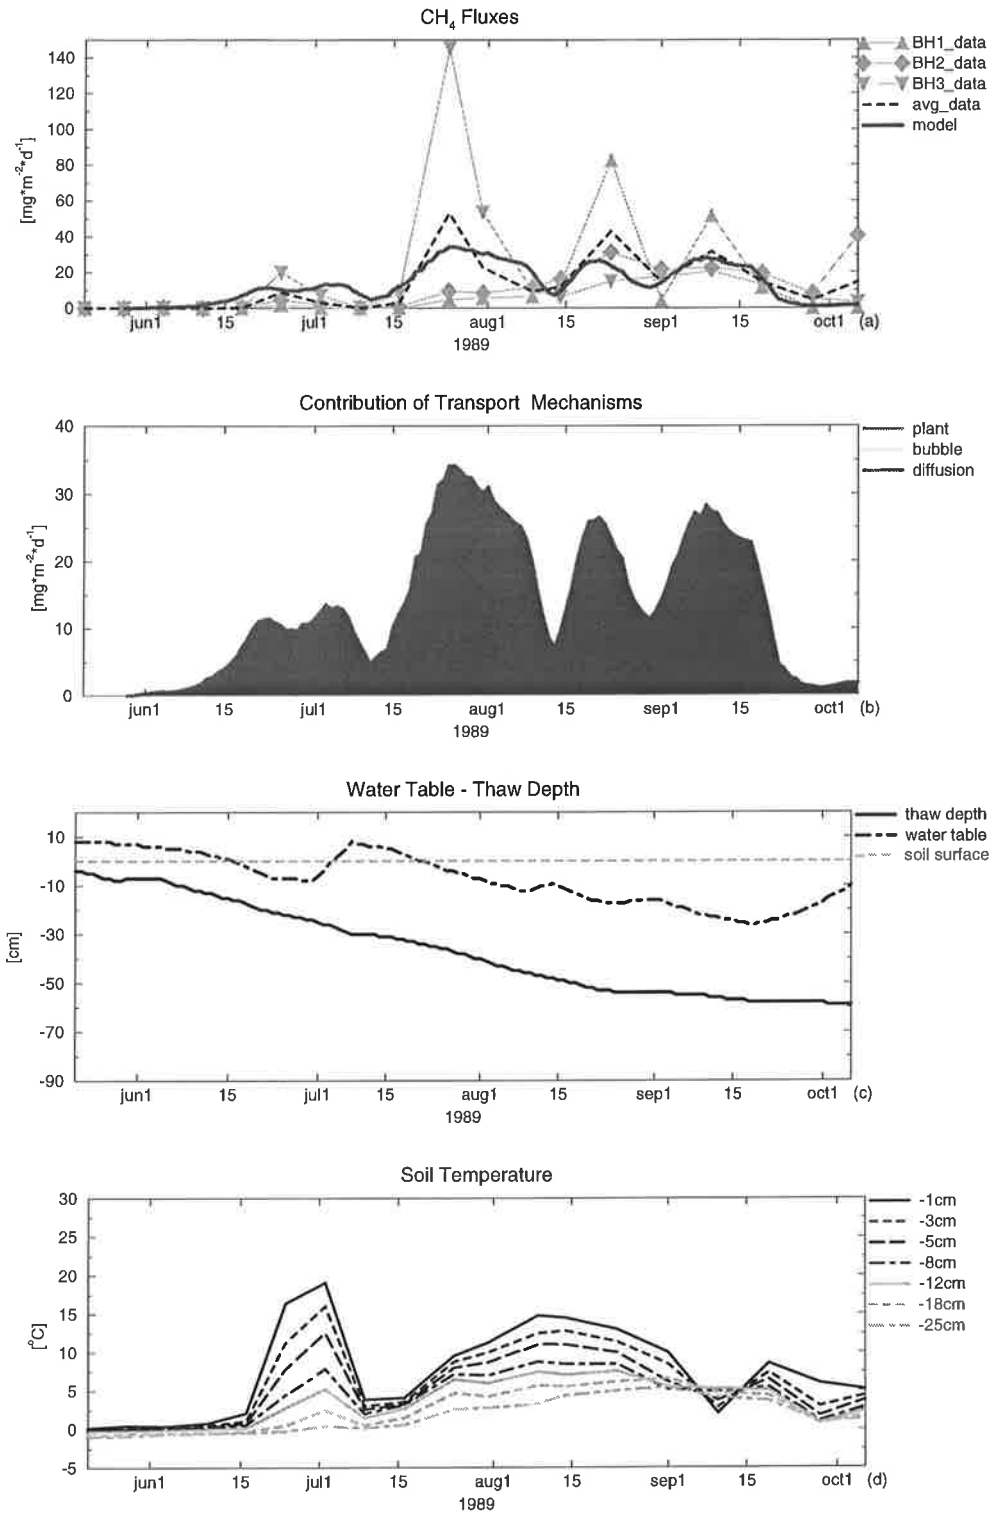 CH4 Fluxes
140
120
100
80
60
40
20
0
[mg*m-2*d-1]
BH1_data
BH2_data
BH3_data
avg_data
model
jun1 15 jul1 15 aug1 15 sep1 15 oct1 (a)
1989
Contribution of Transport Mechanisms
40
30
20
10
0
[mg*m-2*d-1]
plant
bubble
diffusion
jun1 15 jul1 15 aug1 15 sep1 15 oct1 (b)
1989
Water Table - Thaw Depth
10
-10
-30
-50
-70
-90
[cm]
thaw depth
water table
soil surface
jun1 15 jul1 15 aug1 15 sep1 15 oct1 (c)
1989
Soil Temperature
30
25
20
15
10
5
0
-5
[°C]
-1cm
-3cm
-5cm
-8cm
-12cm
-18cm
-25cm
jun1 15 jul1 15 aug1 15 sep1 15 oct1 (d)
1989